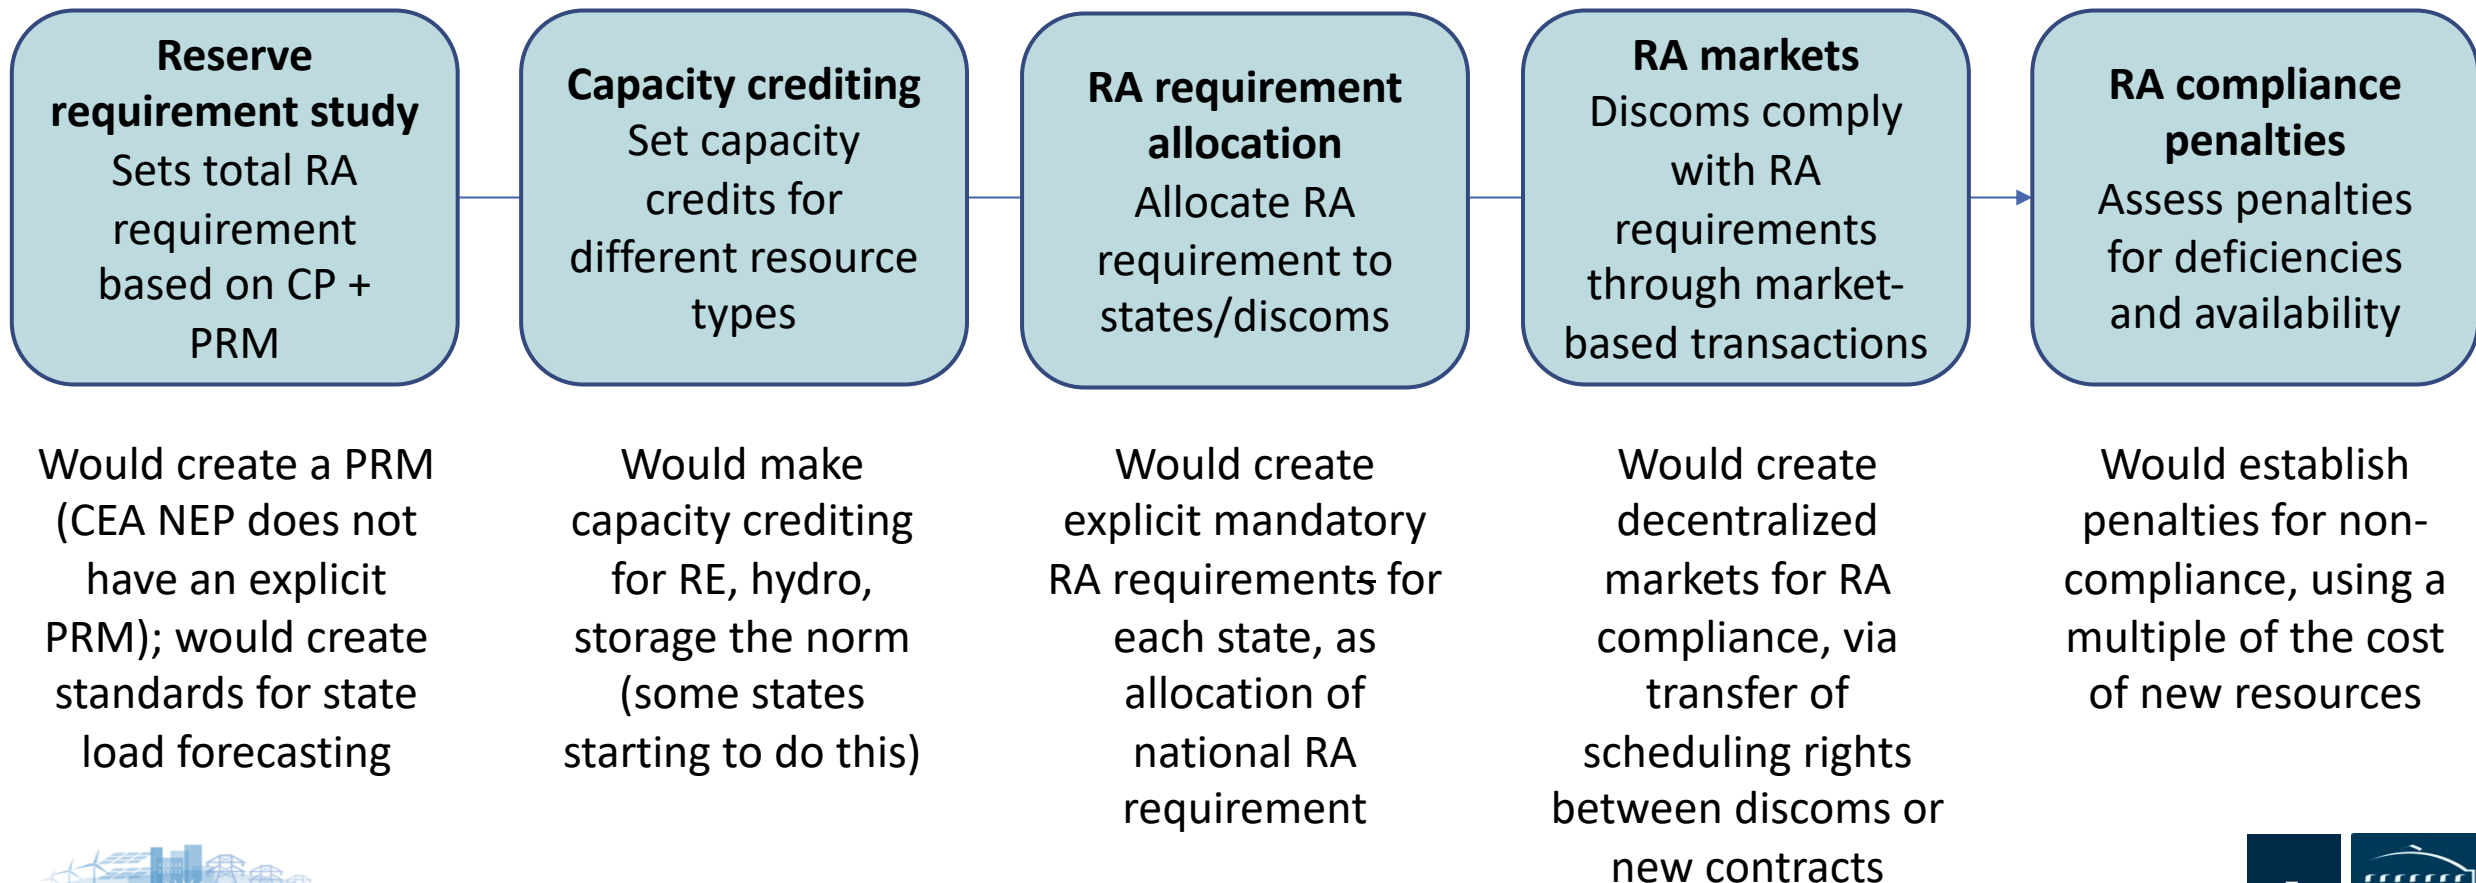 Reserve
requirement study
Sets total RA
requirement
based on CP +
PRM
Capacity crediting
Set capacity
credits for
different resource
types
RA requirement
allocation
Allocate RA
requirement to
states/discoms
RA markets
Discoms comply
with RA
requirements
through market-
based transactions
RA compliance
penalties
Assess penalties
for deficiencies
and availability
Would create a PRM
(CEA NEP does not
have an explicit
PRM); would create
standards for state
load forecasting
Would make
capacity crediting
for RE, hydro,
storage the norm
(some states
starting to do this)
Would create
explicit mandatory
RA requirements for
each state, as
allocation of
national RA
requirement
Would create
decentralized
markets for RA
compliance, via
transfer of
scheduling rights
between discoms or
new contracts
Would establish
penalties for non-
compliance, using a
multiple of the cost
of new resources